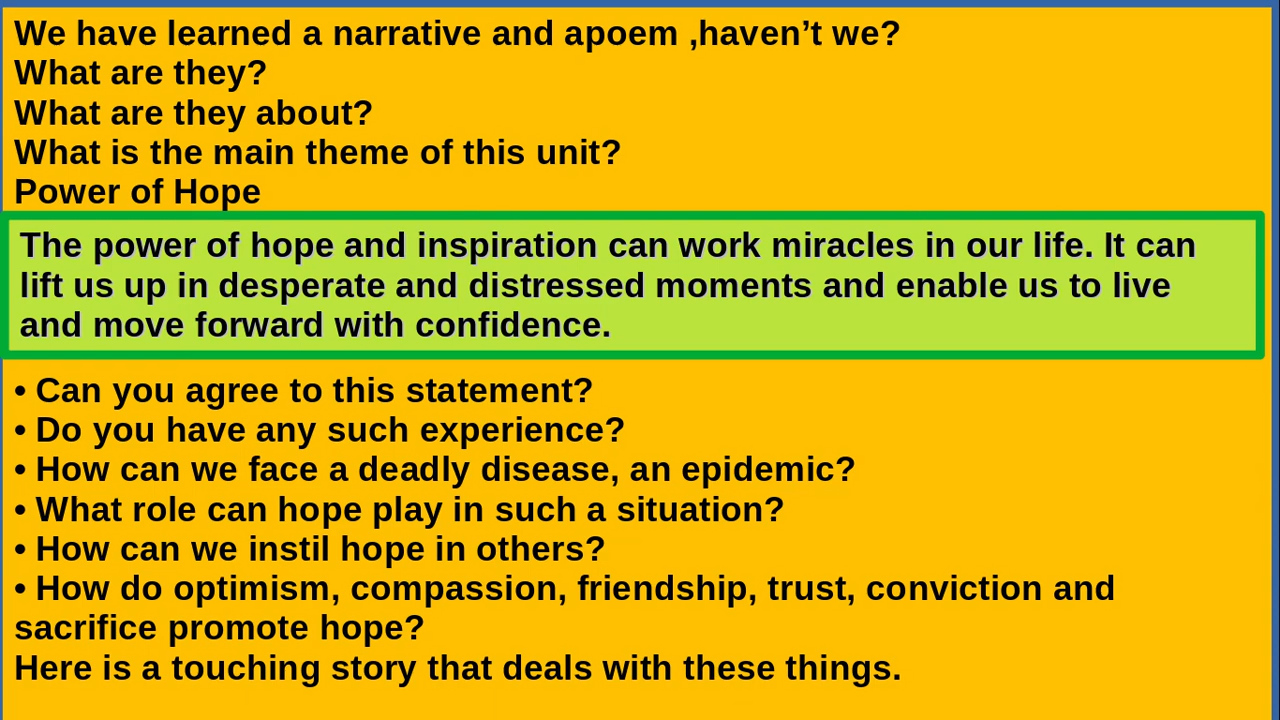 We have learned a narrative and apoem ,haven’t we?
What are they?
What are they about?
What is the main theme of this unit?
Power of Hope
The power of hope and inspiration can work miracles in our life. It can
lift us up in desperate and distressed moments and enable us to live
and move forward with confidence.
• Can you agree to this statement?
• Do you have any such experience?
• How can we face a deadly disease, an epidemic?
• What role can hope play in such a situation?
• How can we instil hope in others?
• How do optimism, compassion, friendship, trust, conviction and
sacrifice promote hope?
Here is a touching story that deals with these things.